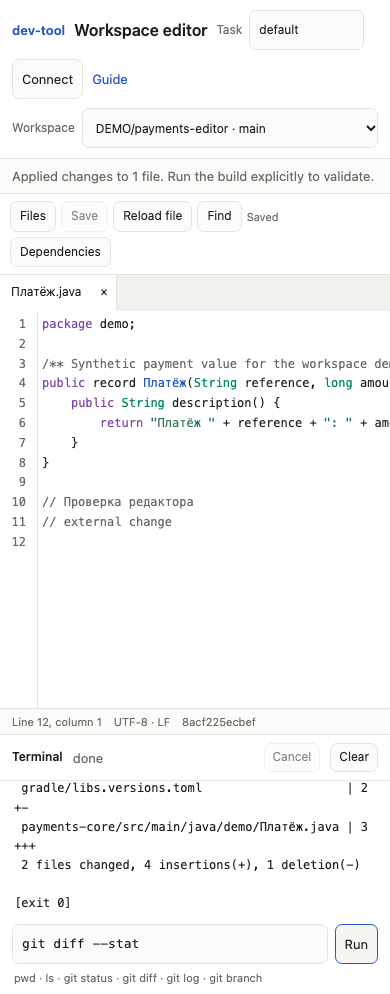 dev-tool Workspace editor Task default
Connect Guide
Workspace DEMO/payments-editor · main
Applied changes to 1 file. Run the build explicitly to validate.
Files Save Reload file Find Saved
Dependencies
Платёж.java ×
1 package demo;
2
3 /** Synthetic payment value for the workspace de
4 public record Платёж(String reference, long amou
5 public String description() {
6 return "Платёж " + reference + ": " + am
7 }
8 }
9
10 // Проверка редактора
11 // external change
12
Line 12, column 1 UTF-8 · LF 8acf225ecbef
Terminal done Cancel Clear
gradle/libs.versions.toml | 2
+-
payments-core/src/main/java/demo/Платёж.java | 3
+++
2 files changed, 4 insertions(+), 1 deletion(-)
[exit 0]
git diff --stat Run
pwd · ls · git status · git diff · git log · git branch